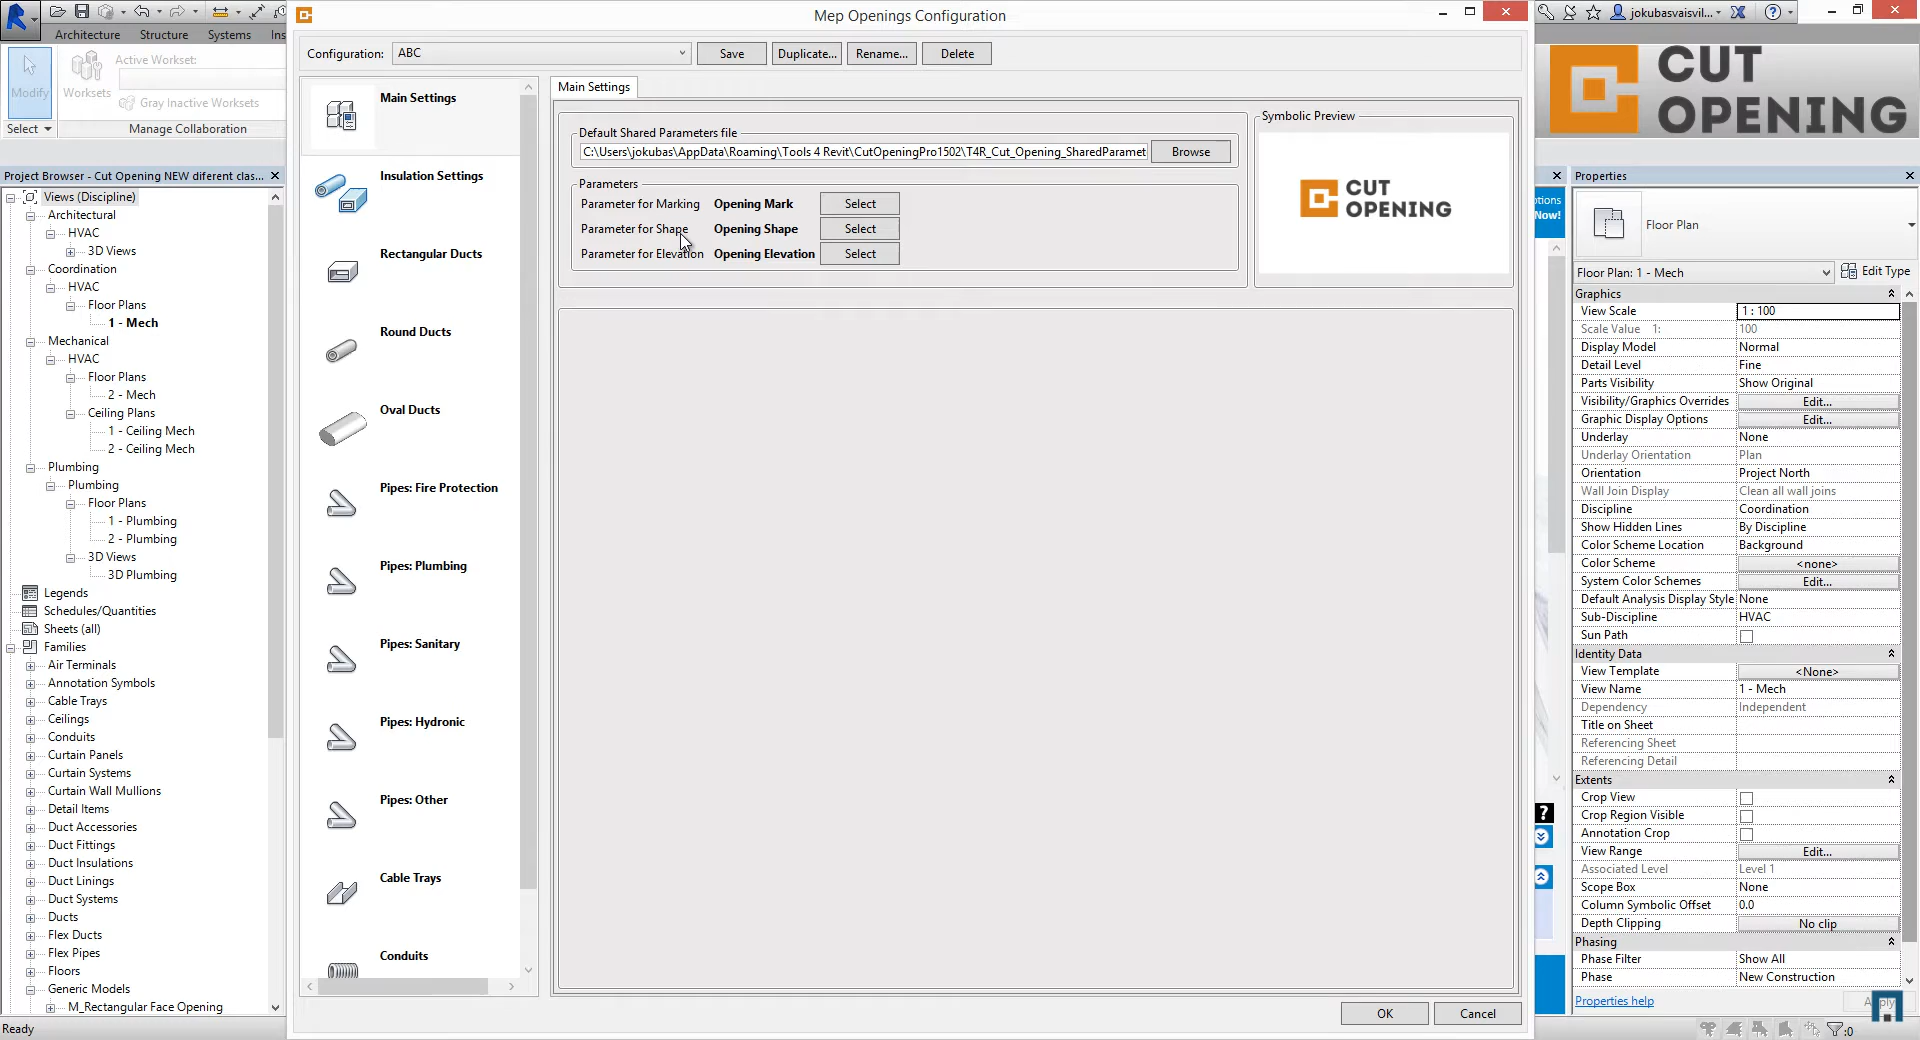 Mep Openings Configuration
jokubasvaisvil...
Architecture Structure Systems Ins
Configuration: ABC Save Duplicate... Rename... Delete
Modify
Worksets
Active Workset:
Gray Inactive Worksets
Select
Manage Collaboration
CUT
OPENING
Project Browser - Cut Opening NEW diferent clas...
Views (Discipline)
Architectural
HVAC
3D Views
Coordination
HVAC
Floor Plans
1 - Mech
Mechanical
HVAC
Floor Plans
2 - Mech
Ceiling Plans
1 - Ceiling Mech
2 - Ceiling Mech
Plumbing
Plumbing
Floor Plans
1 - Plumbing
2 - Plumbing
3D Views
3D Plumbing
Legends
Schedules/Quantities
Sheets (all)
Families
Air Terminals
Annotation Symbols
Cable Trays
Ceilings
Conduits
Curtain Panels
Curtain Systems
Curtain Wall Mullions
Detail Items
Duct Accessories
Duct Fittings
Duct Insulations
Duct Linings
Duct Systems
Ducts
Flex Ducts
Flex Pipes
Floors
Generic Models
M_Rectangular Face Opening
Ready
Main Settings
Insulation Settings
Rectangular Ducts
Round Ducts
Oval Ducts
Pipes: Fire Protection
Pipes: Plumbing
Pipes: Sanitary
Pipes: Hydronic
Pipes: Other
Cable Trays
Conduits
Main Settings
Default Shared Parameters file
C:\Users\jokubas\AppData\Roaming\Tools 4 Revit\CutOpeningPro1502\T4R_Cut_Opening_SharedParamet Browse
Parameters
Parameter for Marking Opening Mark Select
Parameter for Shape Opening Shape Select
Parameter for Elevation Opening Elevation Select
Symbolic Preview
CUT
OPENING
OK Cancel
tions
Now!
?
Properties
Floor Plan
Floor Plan: 1 - Mech Edit Type
Graphics
View Scale 1 : 100
Scale Value 1: 100
Display Model Normal
Detail Level Fine
Parts Visibility Show Original
Visibility/Graphics Overrides Edit...
Graphic Display Options Edit...
Underlay None
Underlay Orientation Plan
Orientation Project North
Wall Join Display Clean all wall joins
Discipline Coordination
Show Hidden Lines By Discipline
Color Scheme Location Background
Color Scheme <none>
System Color Schemes Edit...
Default Analysis Display Style None
Sub-Discipline HVAC
Sun Path
Identity Data
View Template <None>
View Name 1 - Mech
Dependency Independent
Title on Sheet
Referencing Sheet
Referencing Detail
Extents
Crop View
Crop Region Visible
Annotation Crop
View Range Edit...
Associated Level Level 1
Scope Box None
Column Symbolic Offset 0.0
Depth Clipping No clip
Phasing
Phase Filter Show All
Phase New Construction
Properties help
:0